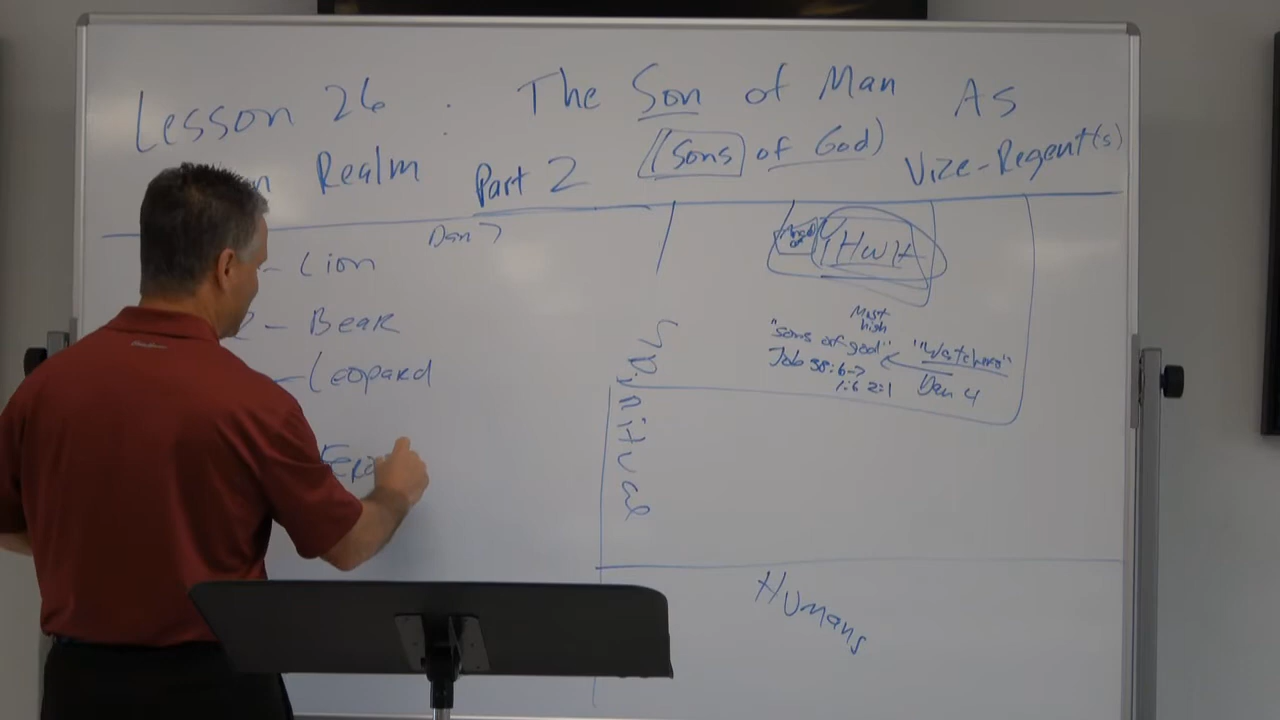 Lesson 26 : The Son of Man As
Realm Part 2 (Sons of God) Vize-Regent(s)
Dan 7
- Lion
2 - Bear
- Leopard
YHWH
Most high
"sons of god" "Watchers"
Job 38:6-7 Dan 4
1:6 2:1
Spiritual
Humans